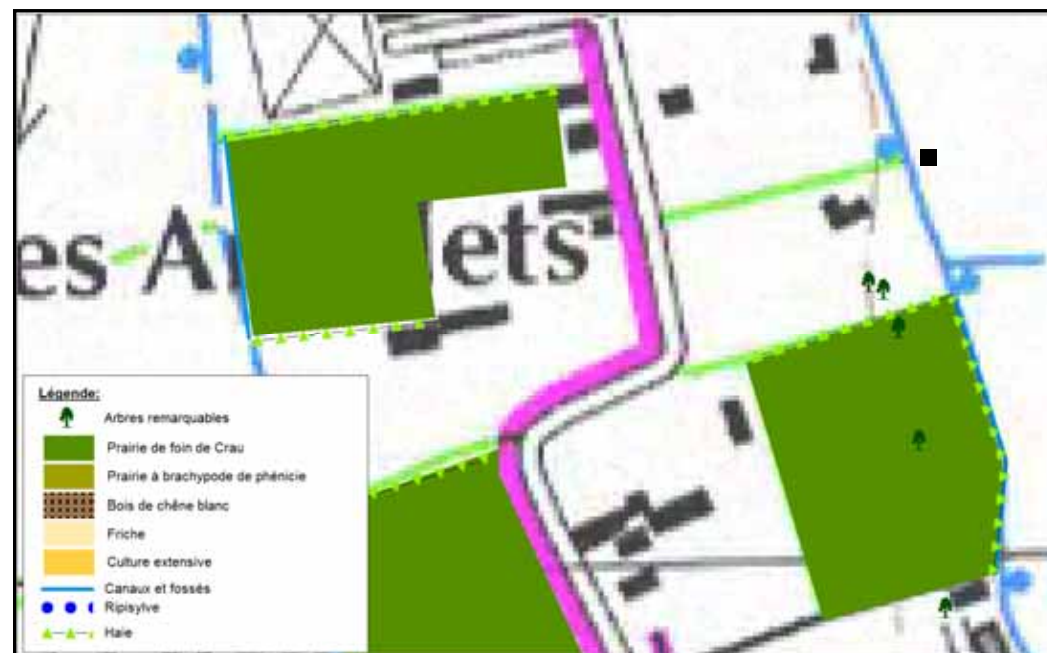 es A ets
Légende:
Arbres remarquables
Prairie de foin de Crau
Prairie à brachypode de phénicie
Bois de chêne blanc
Friche
Culture extensive
Canaux et fossés
Ripisylve
Haie